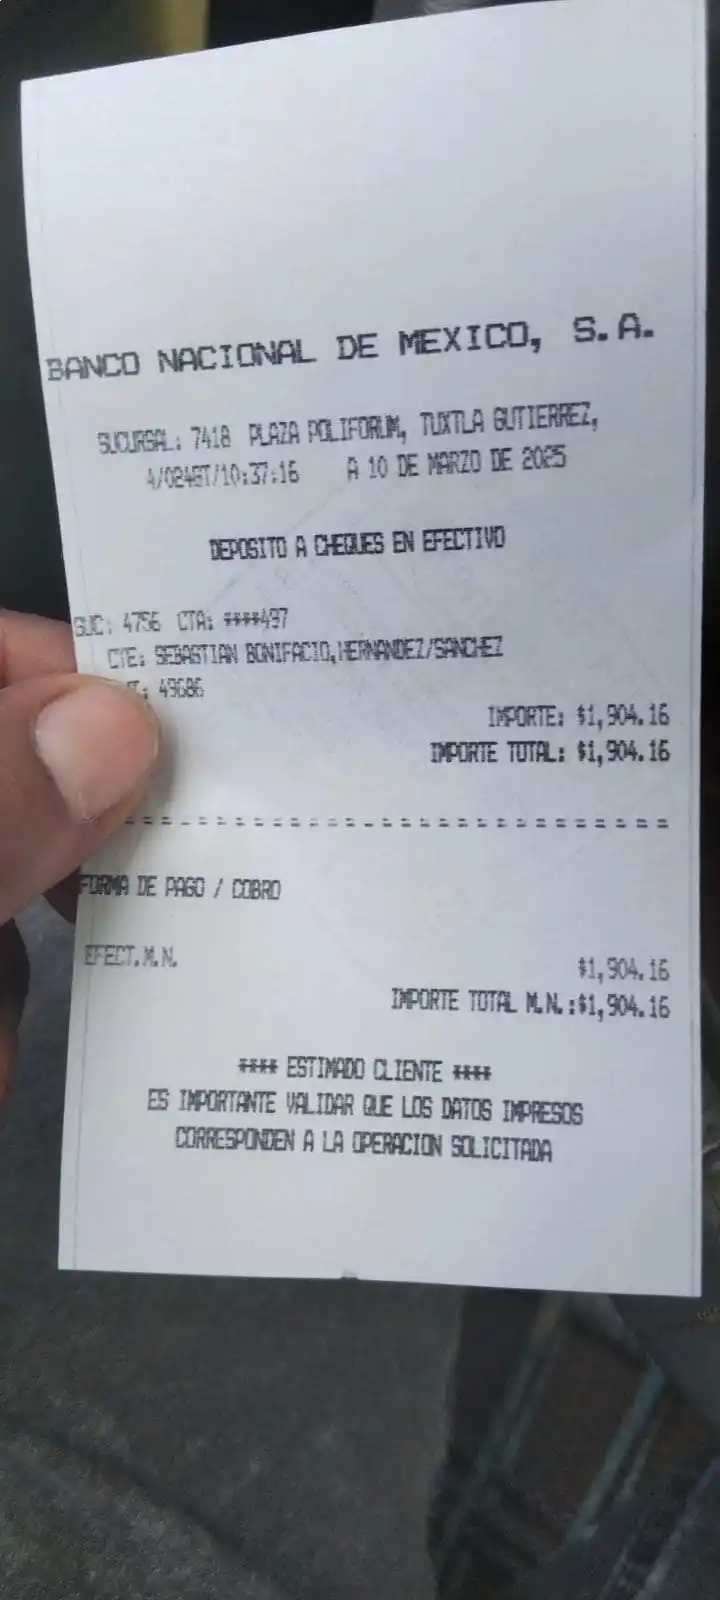 BANCO NACIONAL DE MEXICO, S.A.
SUCURSAL: 7418 PLAZA POLIFORUM, TUXTLA GUTIERREZ,
4/024GT/10:37:16 A 10 DE MARZO DE 2025
DEPOSITO A CHEQUES EN EFECTIVO
SUC: 4756 CTA: ****497
CTE: SEBASTIAN BONIFACIO,HERNANDEZ/SANCHEZ
49686
IMPORTE: $1,904.16
IMPORTE TOTAL: $1,904.16
FORMA DE PAGO / COBRO
EFECT.M.N. $1,904.16
IMPORTE TOTAL M.N.:$1,904.16
**** ESTIMADO CLIENTE ****
ES IMPORTANTE VALIDAR QUE LOS DATOS IMPRESOS
CORRESPONDEN A LA OPERACION SOLICITADA